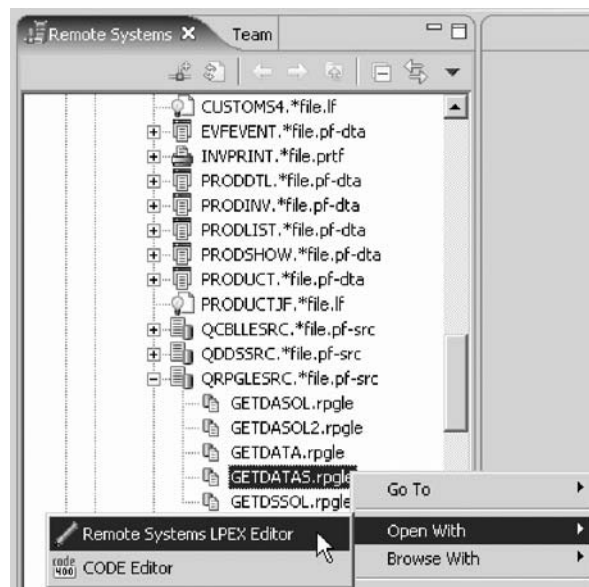 Remote Systems Team
CUSTOMS4.*file.lf
EVFEVENT.*file.pf-dta
INVPRINT.*file.prtf
PRODDTL.*file.pf-dta
PRODINV.*file.pf-dta
PRODLIST.*file.pf-dta
PRODSHOW.*file.pf-dta
PRODUCT.*file.pf-dta
PRODUCTJF.*file.lf
QCBLLESRC.*file.pf-src
QDDSSRC.*file.pf-src
QRPGLESRC.*file.pf-src
GETDASOL.rpgle
GETDASOL2.rpgle
GETDATA.rpgle
GETDATAS.rpgle
Go To
GETDSSOL.rpgle
Remote Systems LPEX Editor
Open With
code 400 CODE Editor
Browse With